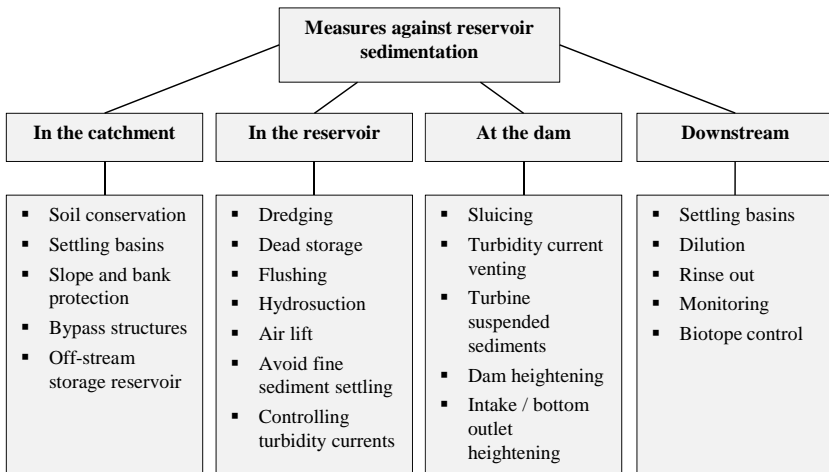 Measures against reservoir
sedimentation
In the catchment
In the reservoir
At the dam
Downstream
▪ Soil conservation
▪ Settling basins
▪ Slope and bank
protection
▪ Bypass structures
▪ Off-stream
storage reservoir
▪ Dredging
▪ Dead storage
▪ Flushing
▪ Hydrosuction
▪ Air lift
▪ Avoid fine
sediment settling
▪ Controlling
turbidity currents
▪ Sluicing
▪ Turbidity current
venting
▪ Turbine
suspended
sediments
▪ Dam heightening
▪ Intake / bottom
outlet
heightening
▪ Settling basins
▪ Dilution
▪ Rinse out
▪ Monitoring
▪ Biotope control